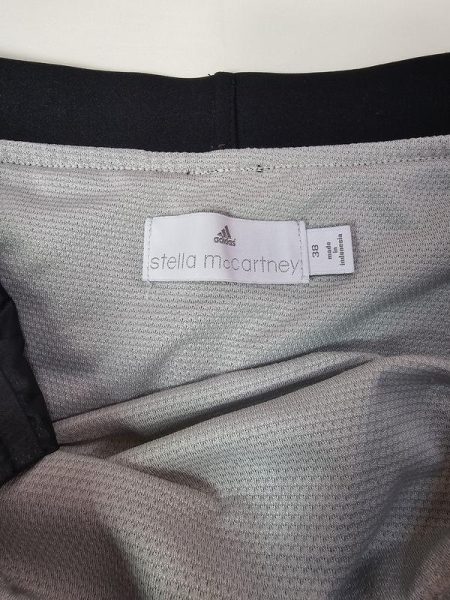 adidas
stella mccartney
38
made
in
indonesia